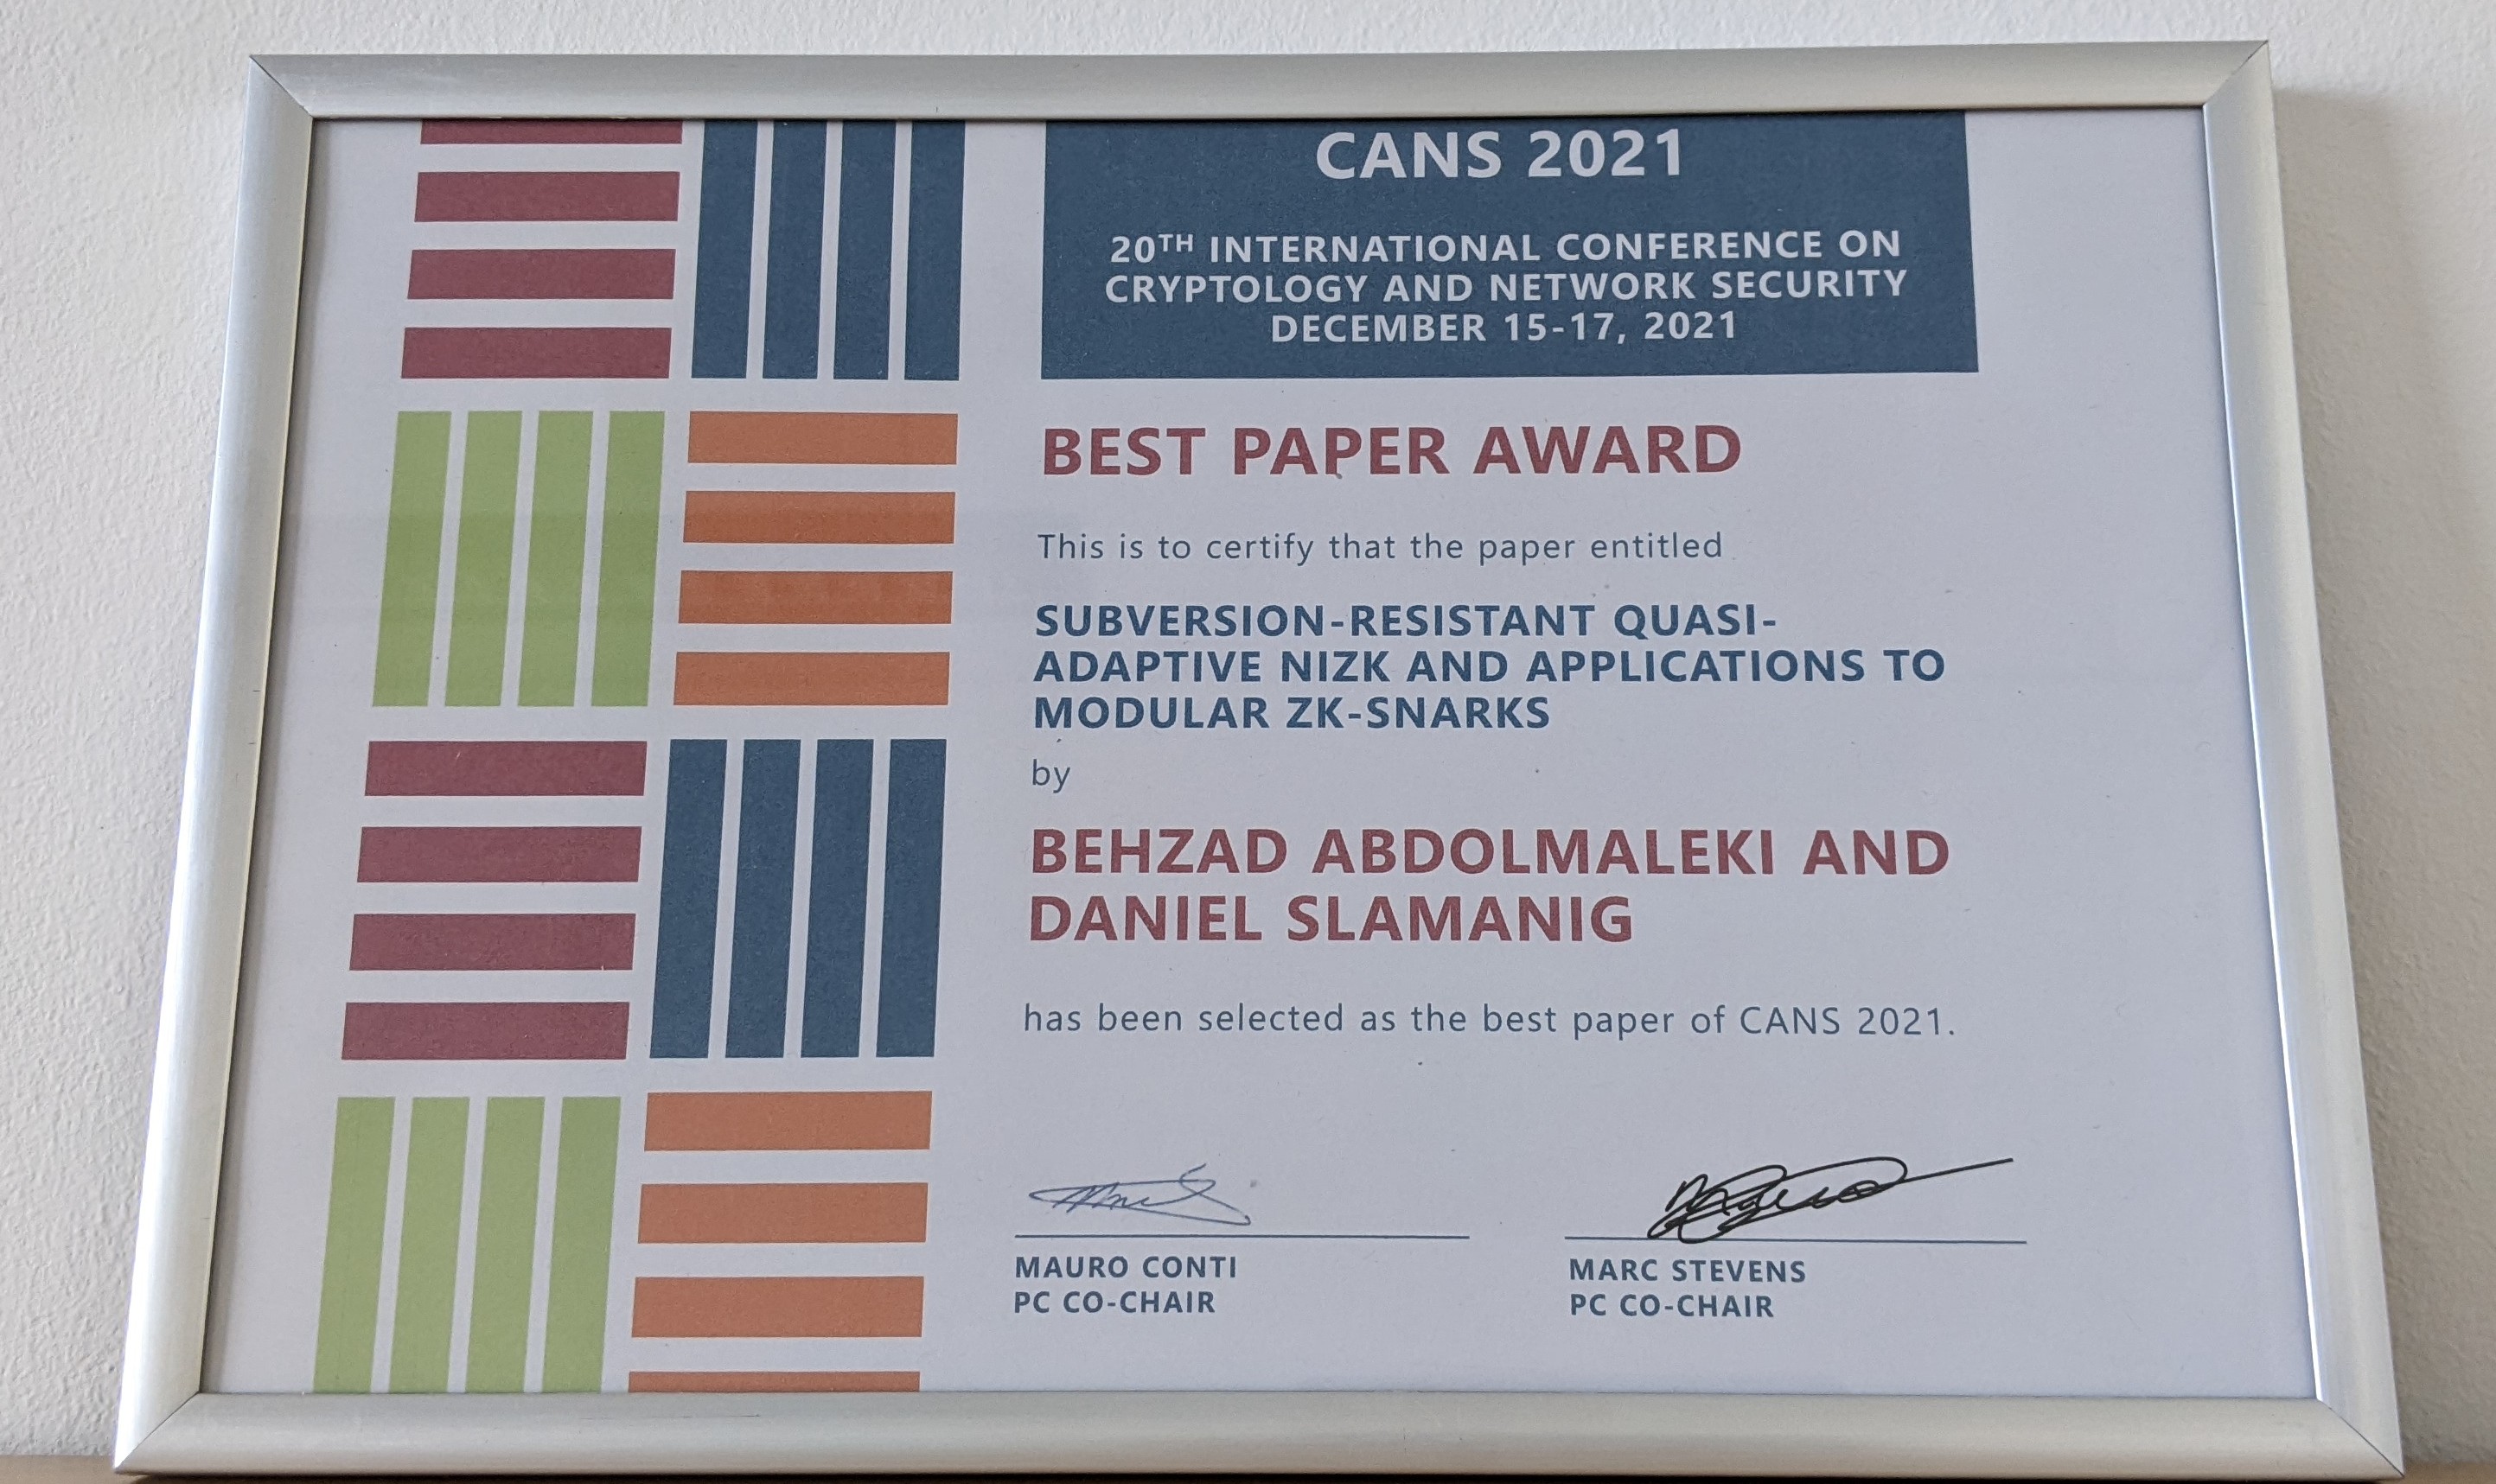 CANS 2021
20TH INTERNATIONAL CONFERENCE ON
CRYPTOLOGY AND NETWORK SECURITY
DECEMBER 15-17, 2021
BEST PAPER AWARD
This is to certify that the paper entitled
SUBVERSION-RESISTANT QUASI-
ADAPTIVE NIZK AND APPLICATIONS TO
MODULAR ZK-SNARKS
by
BEHZAD ABDOLMALEKI AND
DANIEL SLAMANIG
has been selected as the best paper of CANS 2021.
MAURO CONTI
PC CO-CHAIR
MARC STEVENS
PC CO-CHAIR